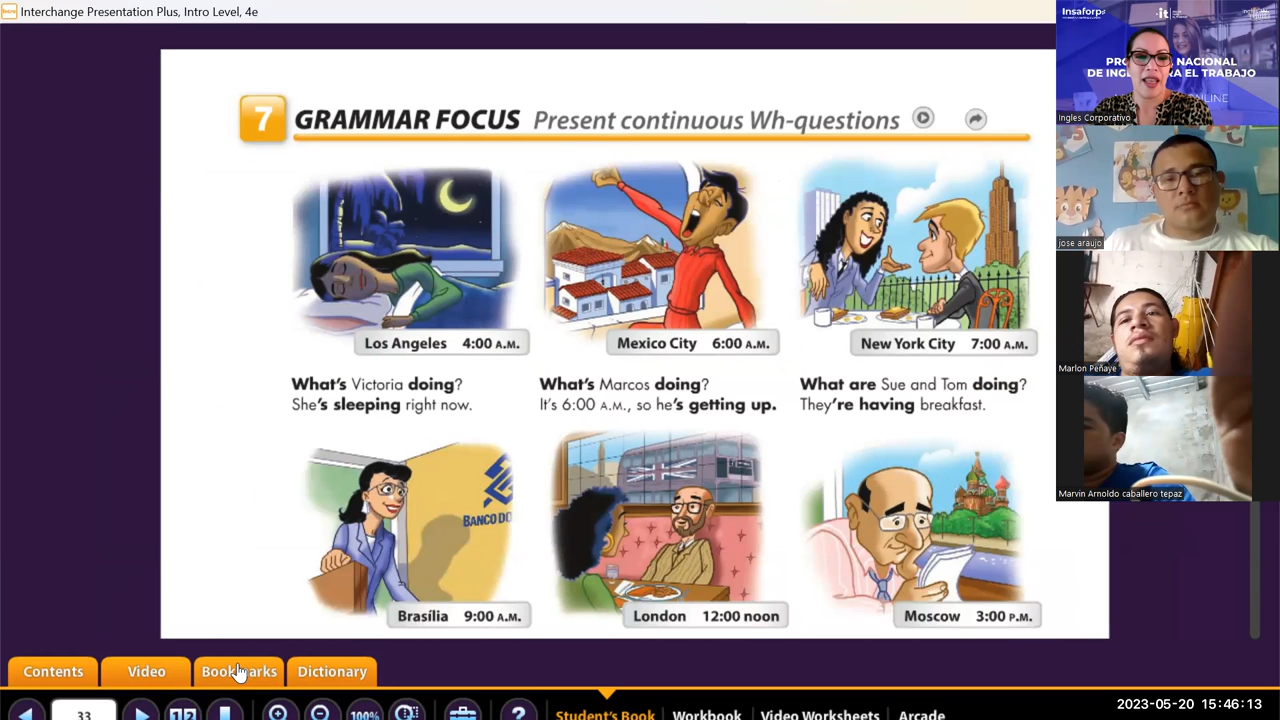 Interchange Presentation Plus, Intro Level, 4e
7 GRAMMAR FOCUS Present continuous Wh-questions
Los Angeles 4:00 A.M.
Mexico City 6:00 A.M.
New York City 7:00 A.M.
What's Victoria doing?
She's sleeping right now.
What's Marcos doing?
It's 6:00 A.M., so he's getting up.
What are Sue and Tom doing?
They're having breakfast.
BANCO DO
Brasília 9:00 A.M.
London 12:00 noon
Moscow 3:00 P.M.
Insaforp
·it
NACIONAL
DE
EL TRABAJO
Ingles Corporativo
jose araujo
Marlon Peñaye
Marvin Arnoldo caballero tepaz
Contents Video Bookmarks Dictionary
33
100%
?
Student's Book Workbook Video Worksheets Arcade
2023-05-20 15:46:13